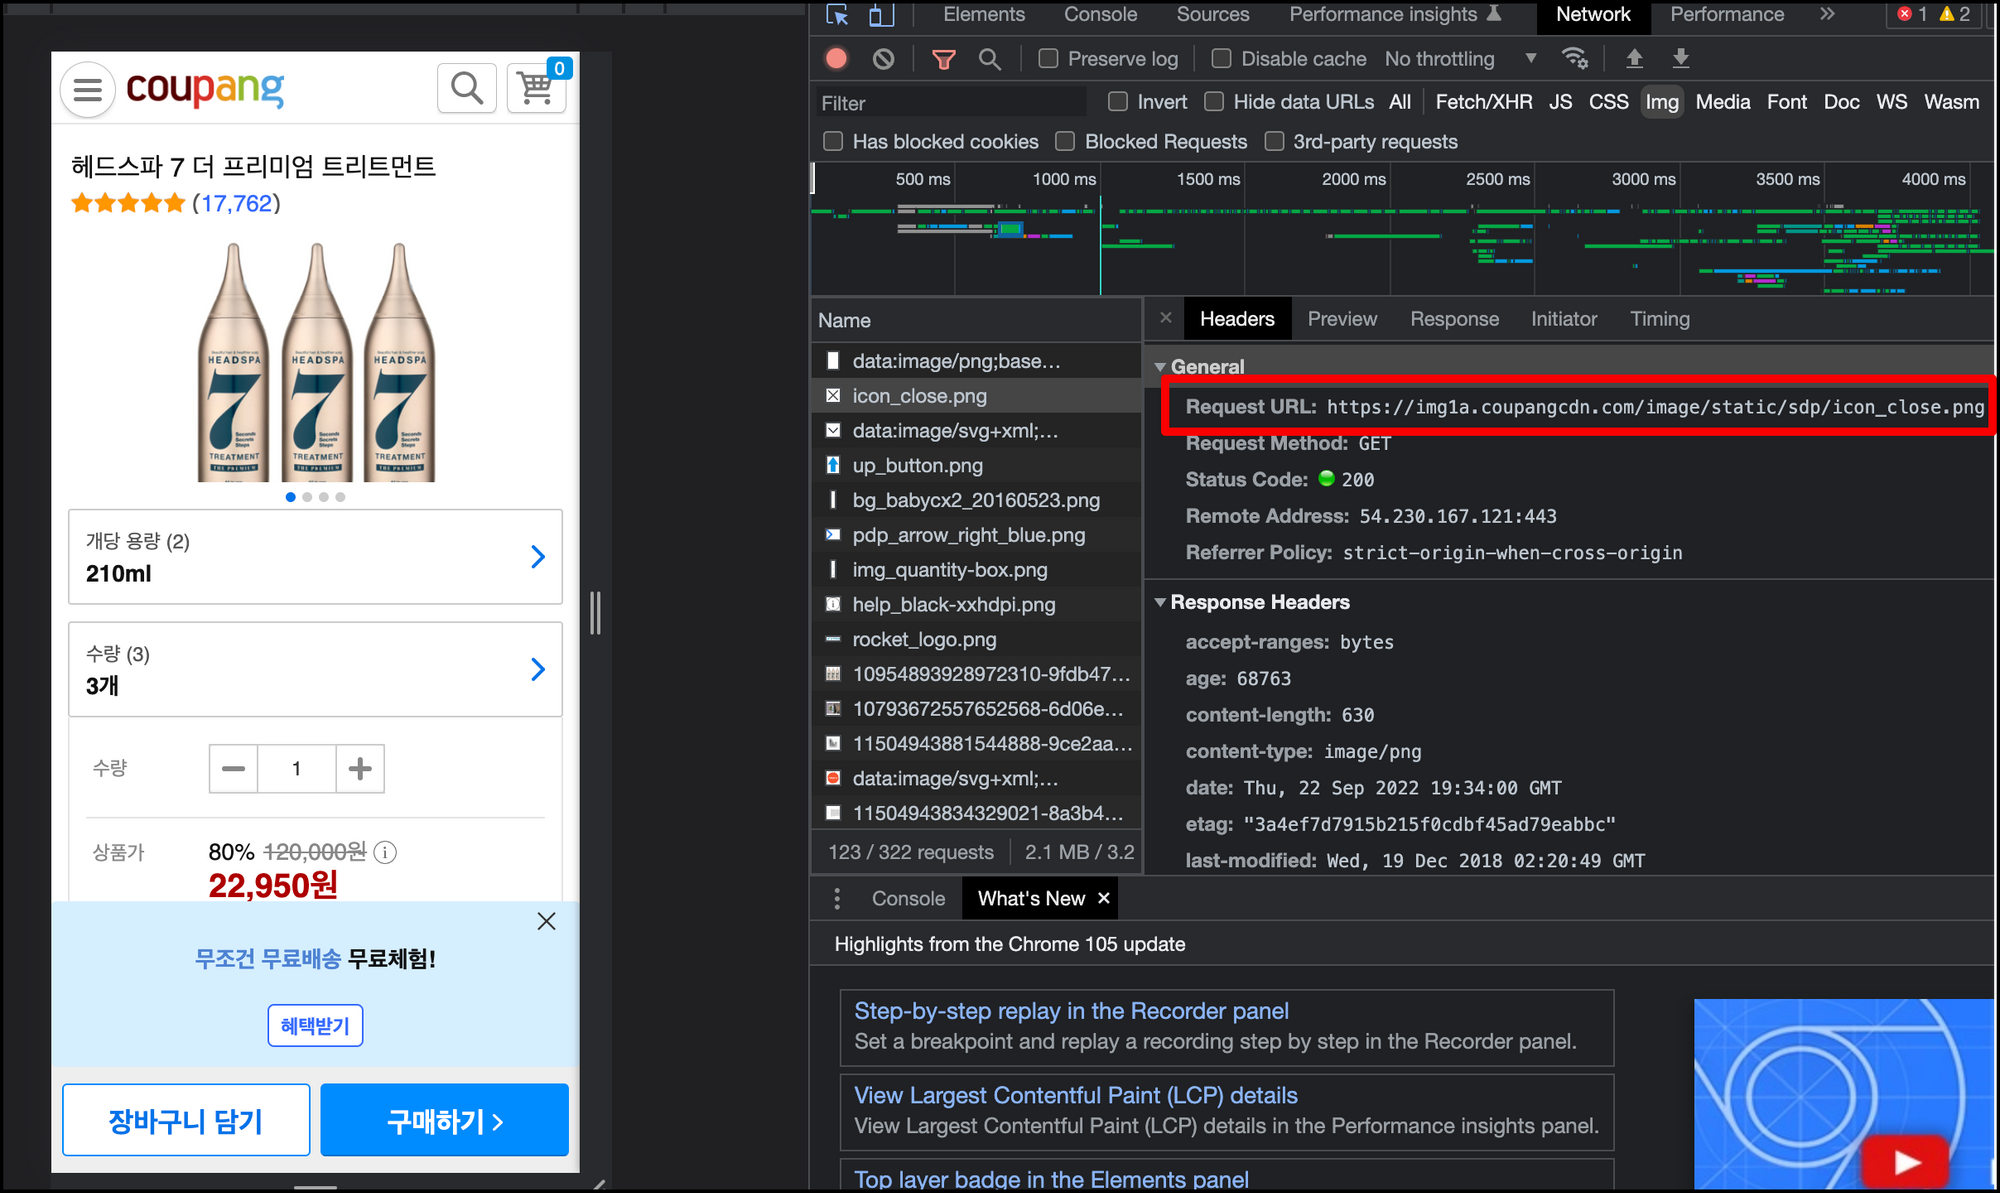 coupang
0
헤드스파 7 더 프리미엄 트리트먼트
(17,762)
HEADSPA HEADSPA HEADSPA
7 7 7
Seconds Seconds Seconds
Secrets Secrets Secrets
Steps Steps Steps
TREATMENT TREATMENT TREATMENT
THE PREMIUM THE PREMIUM THE PREMIUM
개당 용량 (2)
210ml
수량 (3)
3개
수량
1
상품가
80% 120,000원
22,950원
무조건 무료배송 무료체험!
혜택받기
장바구니 담기
구매하기 >
Elements Console Sources Performance insights Network Performance » 1 2
Preserve log Disable cache No throttling
Filter Invert Hide data URLs All Fetch/XHR JS CSS Img Media Font Doc WS Wasm
Has blocked cookies Blocked Requests 3rd-party requests
500 ms 1000 ms 1500 ms 2000 ms 2500 ms 3000 ms 3500 ms 4000 ms
Name
data:image/png;base…
icon_close.png
data:image/svg+xml;…
up_button.png
bg_babycx2_20160523.png
pdp_arrow_right_blue.png
img_quantity-box.png
help_black-xxhdpi.png
rocket_logo.png
10954893928972310-9fdb47…
10793672557652568-6d06e…
11504943881544888-9ce2aa…
data:image/svg+xml;…
11504943834329021-8a3b4…
123 / 322 requests 2.1 MB / 3.2
× Headers Preview Response Initiator Timing
General
Request URL: https://img1a.coupangcdn.com/image/static/sdp/icon_close.png
Request Method: GET
Status Code: 200
Remote Address: 54.230.167.121:443
Referrer Policy: strict-origin-when-cross-origin
Response Headers
accept-ranges: bytes
age: 68763
content-length: 630
content-type: image/png
date: Thu, 22 Sep 2022 19:34:00 GMT
etag: "3a4ef7d7915b215f0cdbf45ad79eabbc"
last-modified: Wed, 19 Dec 2018 02:20:49 GMT
Console What's New ×
Highlights from the Chrome 105 update
Step-by-step replay in the Recorder panel
Set a breakpoint and replay a recording step by step in the Recorder panel.
View Largest Contentful Paint (LCP) details
View Largest Contentful Paint (LCP) details in the Performance insights panel.
Top layer badge in the Elements panel